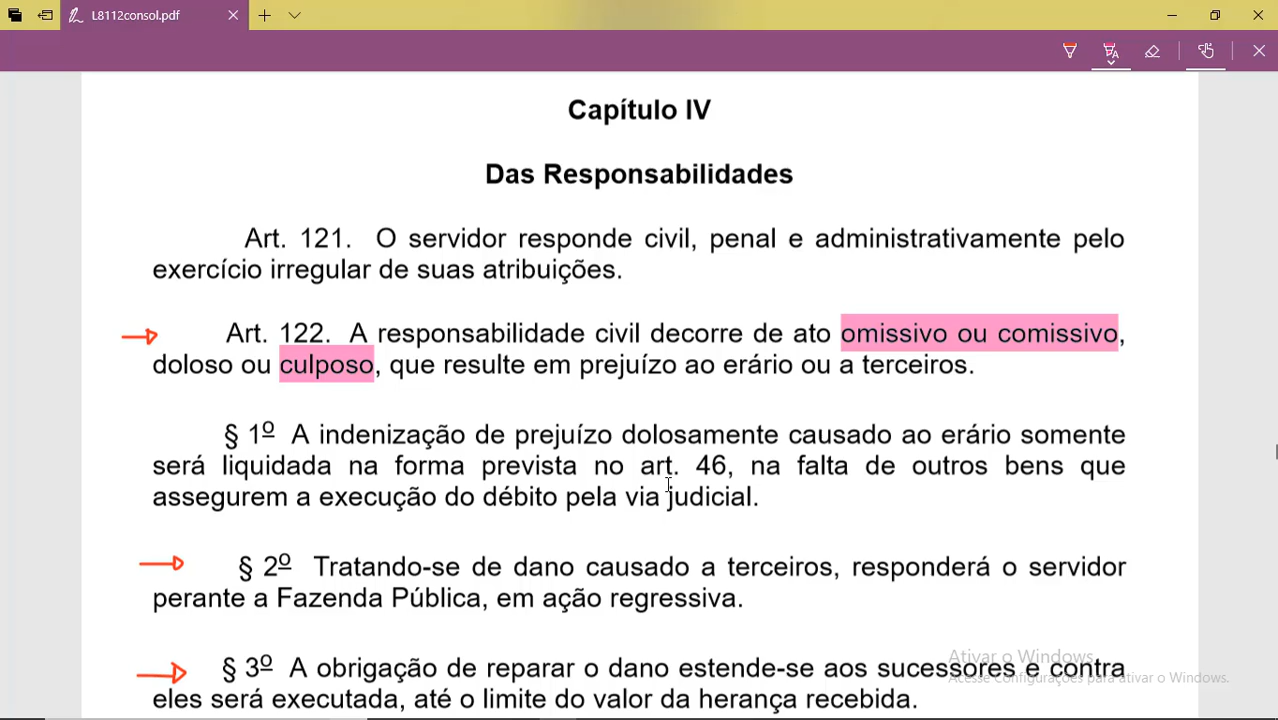 L8112consol.pdf
Capítulo IV
Das Responsabilidades
Art. 121. O servidor responde civil, penal e administrativamente pelo
exercício irregular de suas atribuições.
Art. 122. A responsabilidade civil decorre de ato omissivo ou comissivo,
doloso ou culposo, que resulte em prejuízo ao erário ou a terceiros.
§ 1º A indenização de prejuízo dolosamente causado ao erário somente
será liquidada na forma prevista no art. 46, na falta de outros bens que
assegurem a execução do débito pela via judicial.
§ 2º Tratando-se de dano causado a terceiros, responderá o servidor
perante a Fazenda Pública, em ação regressiva.
Ativar o Windows
§ 3º A obrigação de reparar o dano estende-se aos sucessores e contra
Acesse Configurações para ativar o Windows.
eles será executada, até o limite do valor da herança recebida.